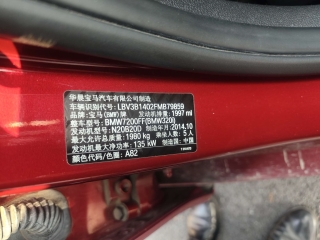 华晨宝马汽车有限公司制造
车辆识别代号: LBV3B1402FMB79859
品牌: 宝马(BMW)牌 发动机排量: 1997 ml
整车型号: BMW7200FF(BMW320)
发动机型号: N20B20D 制造日期: 2014.10
最大允许总质量: 1980 kg 乘坐人数: 5 人
发动机最大净功率: 135 kW 制造国: 中国
颜色代码/色圈: A82